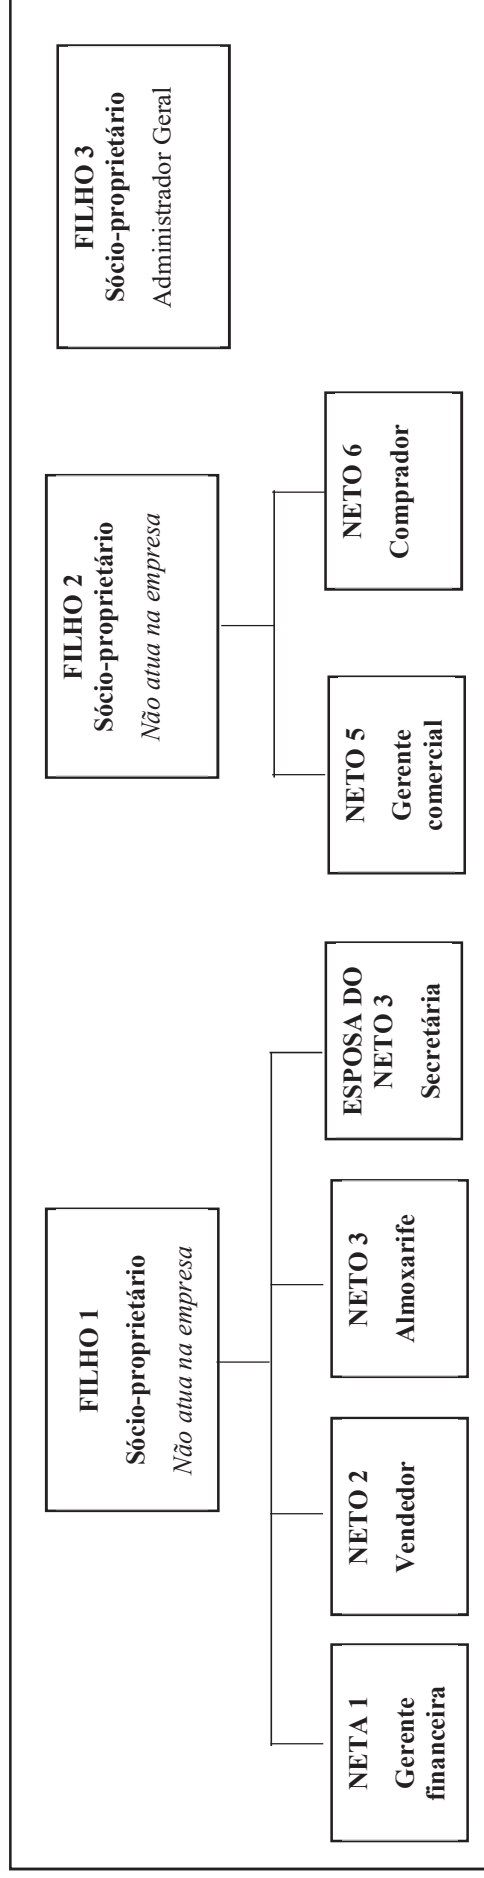 FILHO 1
Sócio-proprietário
Não atua na empresa
FILHO 2
Sócio-proprietário
Não atua na empresa
FILHO 3
Sócio-proprietário
Administrador Geral
NETA 1
Gerente
financeira
NETO 2
Vendedor
NETO 3
Almoxarife
ESPOSA DO
NETO 3
Secretária
NETO 5
Gerente
comercial
NETO 6
Comprador